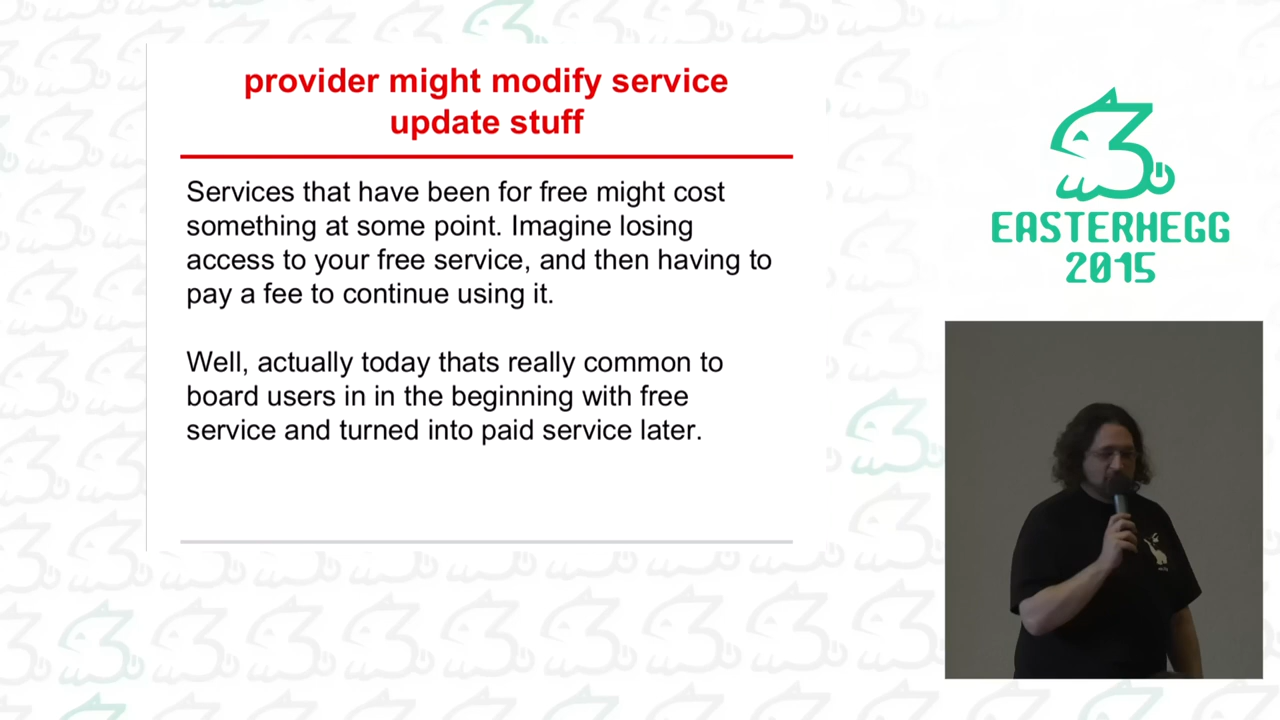 provider might modify service
update stuff
Services that have been for free might cost
something at some point. Imagine losing
access to your free service, and then having to
pay a fee to continue using it.
Well, actually today thats really common to
board users in in the beginning with free
service and turned into paid service later.
EASTERHEGG
2015